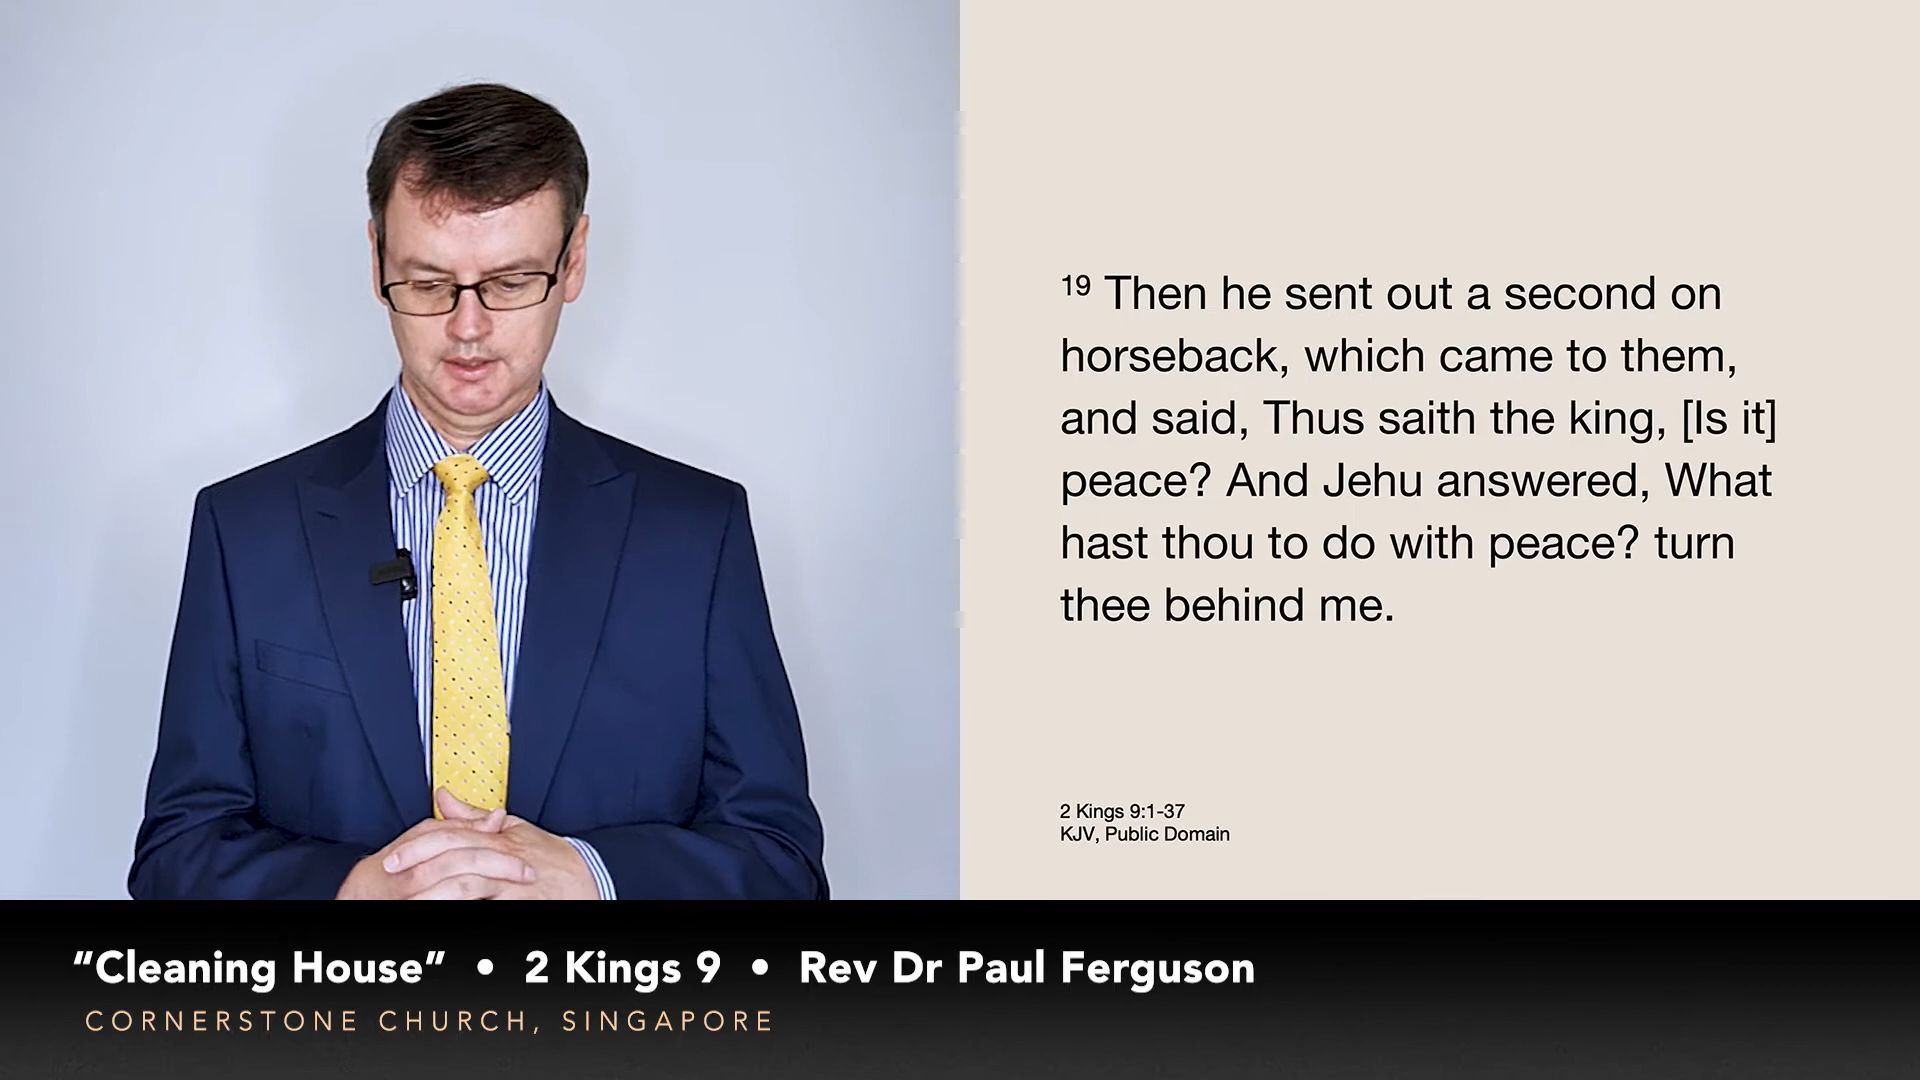 19 Then he sent out a second on
horseback, which came to them,
and said, Thus saith the king, [Is it]
peace? And Jehu answered, What
hast thou to do with peace? turn
thee behind me.
2 Kings 9:1-37
KJV, Public Domain
“Cleaning House” • 2 Kings 9 • Rev Dr Paul Ferguson
CORNERSTONE CHURCH, SINGAPORE